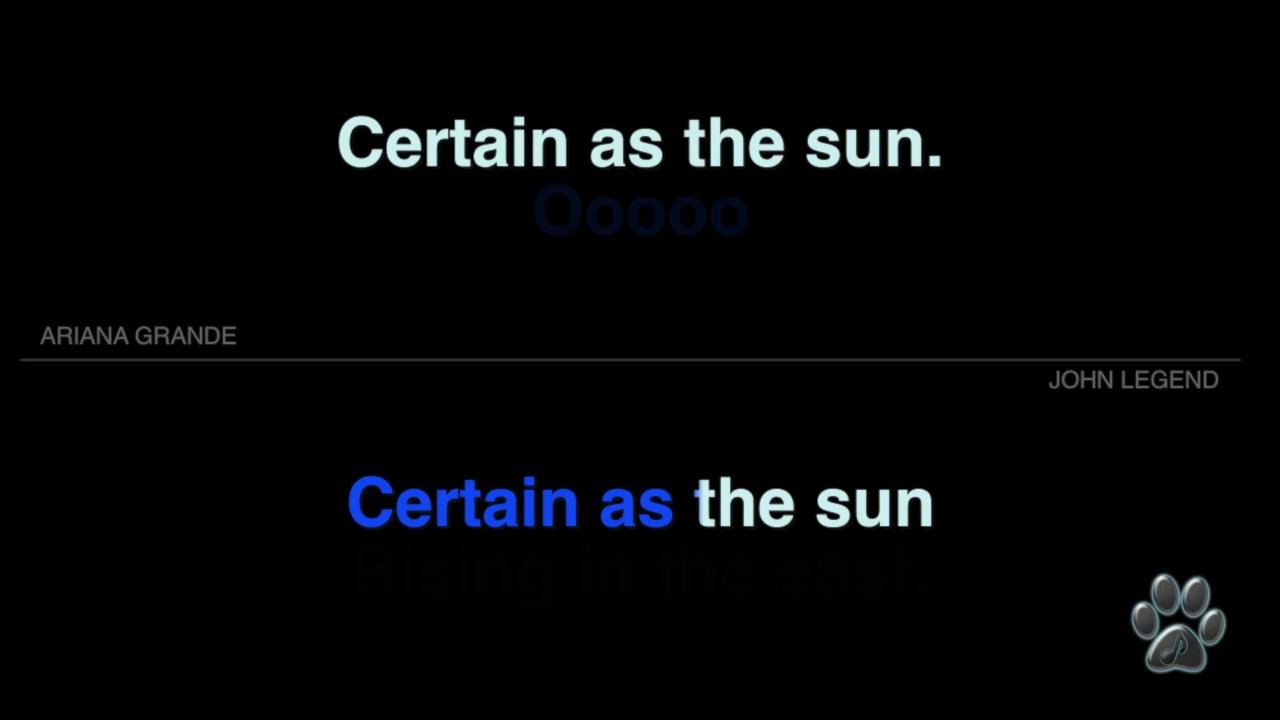 Certain as the sun.
Ooooo
ARIANA GRANDE
JOHN LEGEND
Certain as the sun
Rising in the east.